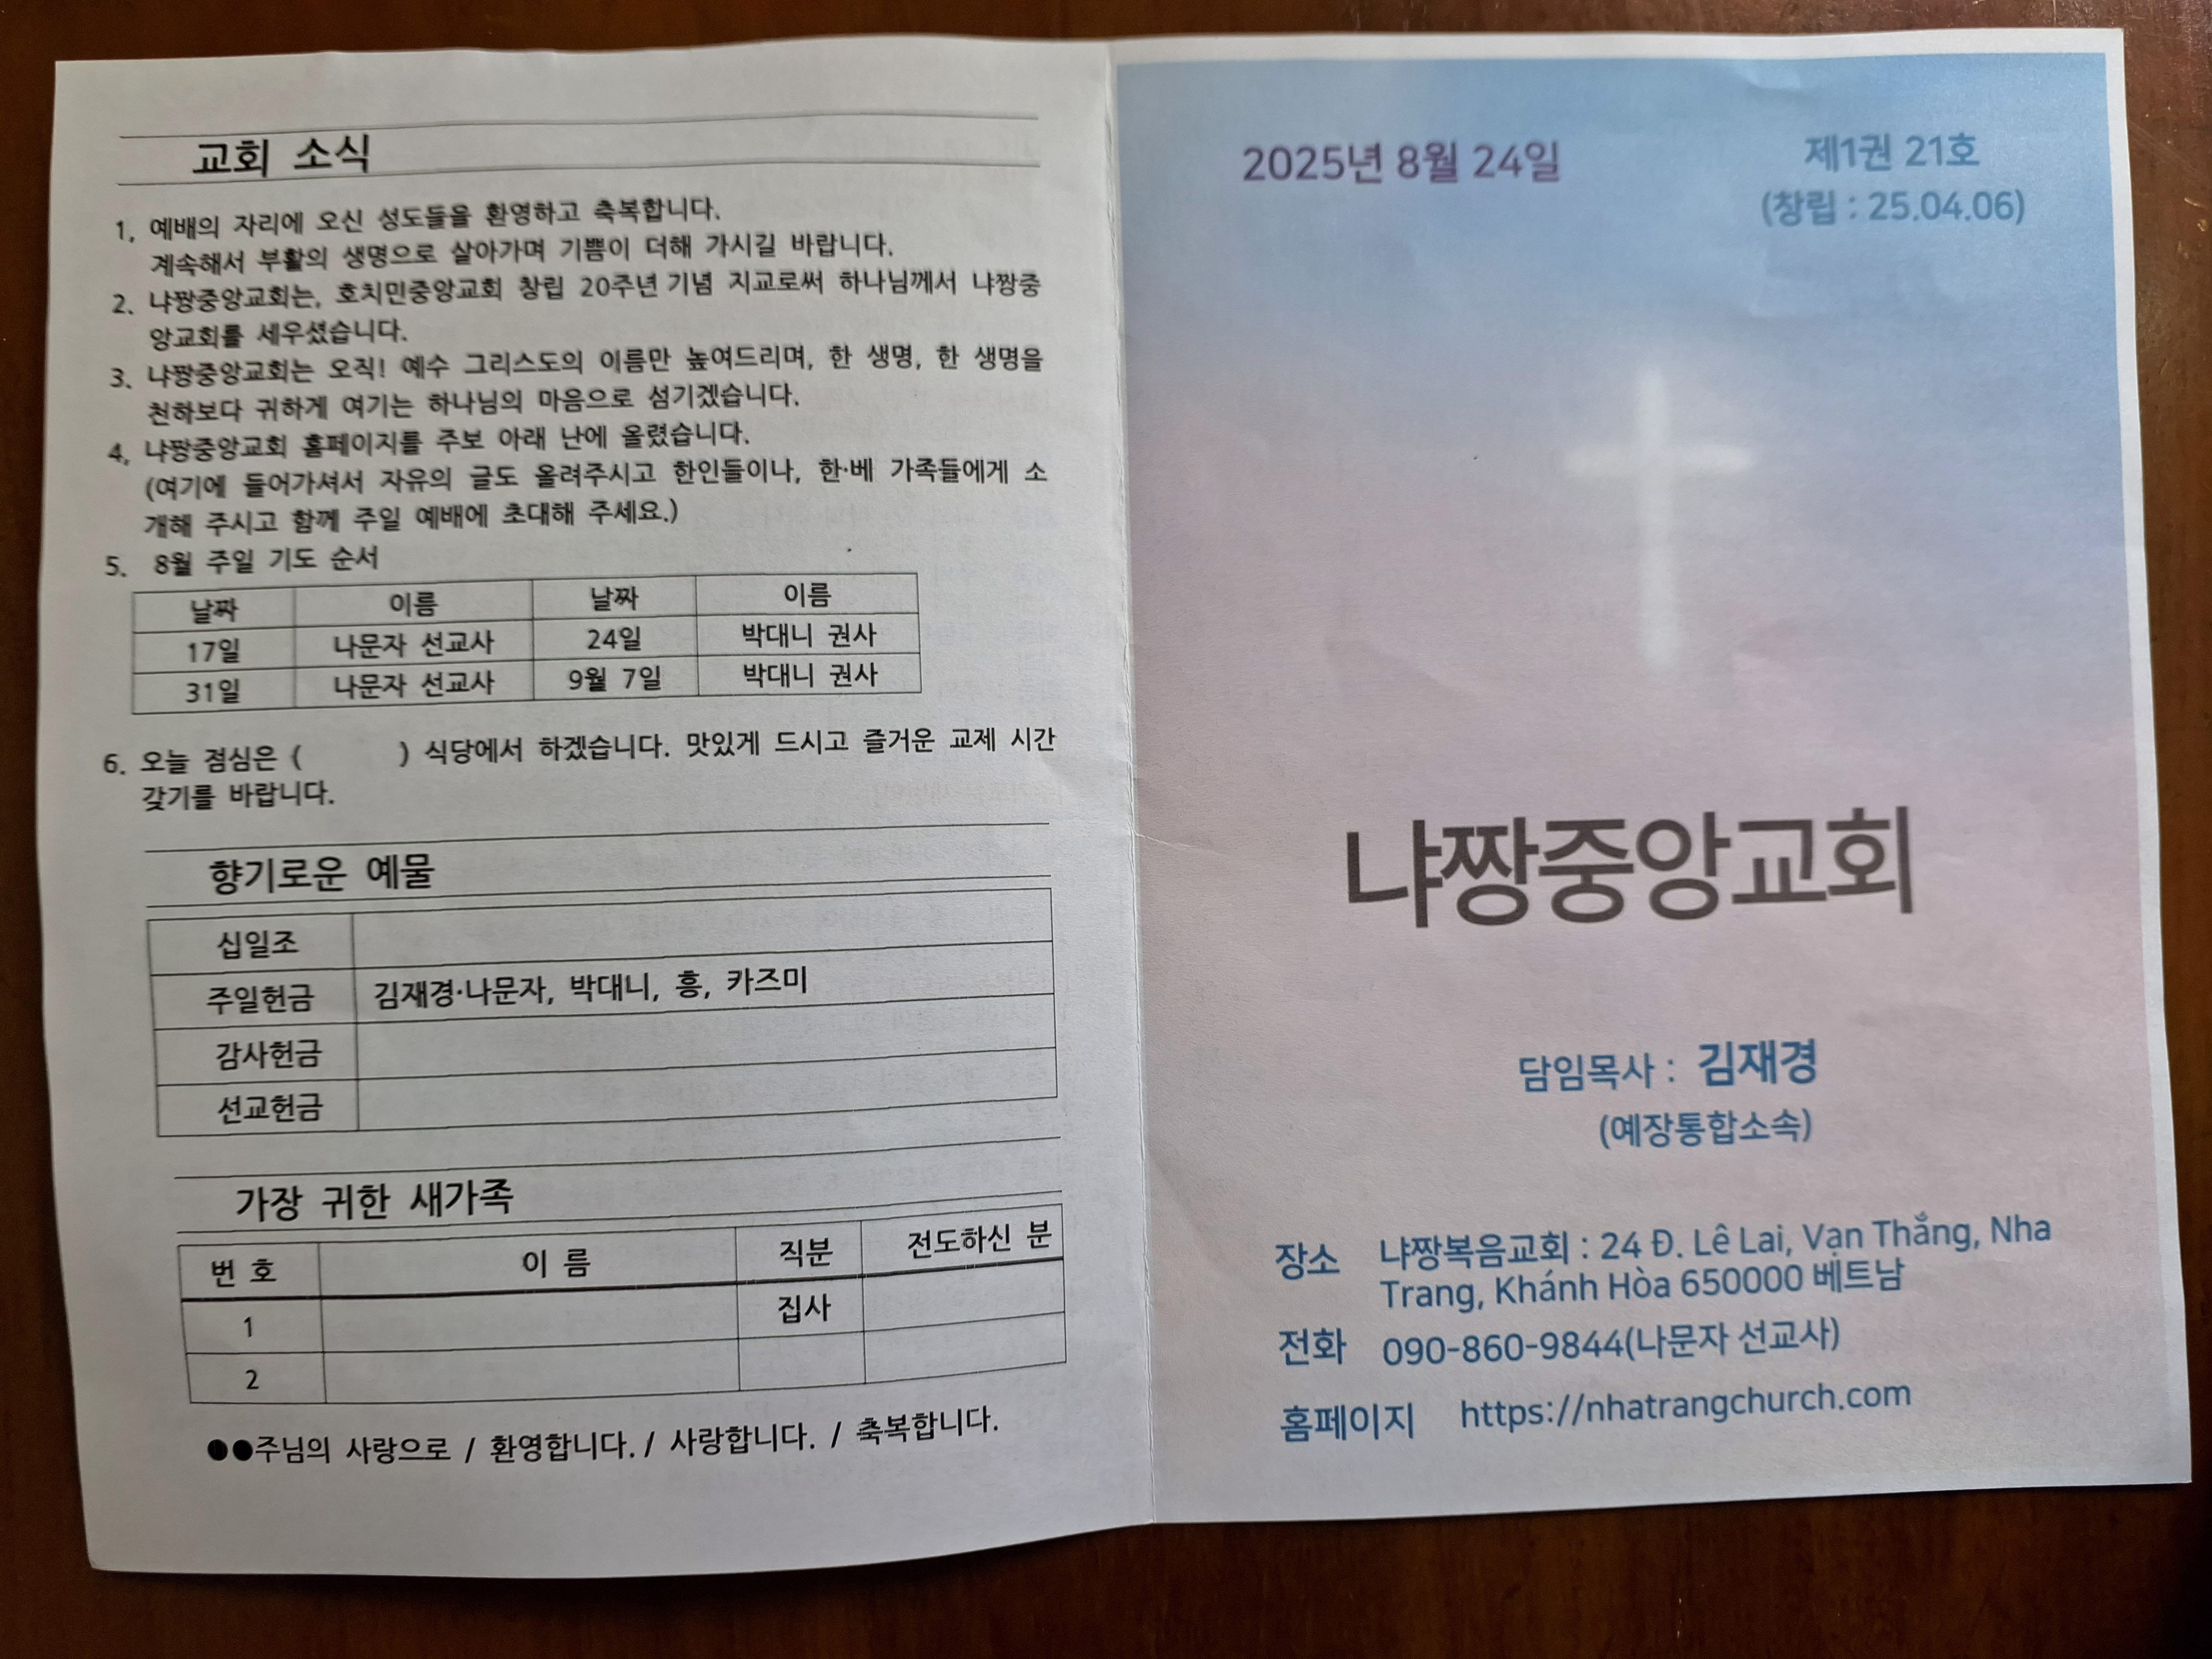 교회 소식
1, 예배의 자리에 오신 성도들을 환영하고 축복합니다.
계속해서 부활의 생명으로 살아가며 기쁨이 더해 가시길 바랍니다.
2. 냐짱중앙교회는, 호치민중앙교회 창립 20주년 기념 지교로써 하나님께서 냐짱중
앙교회를 세우셨습니다.
3. 냐짱중앙교회는 오직! 예수 그리스도의 이름만 높여드리며, 한 생명, 한 생명을
천하보다 귀하게 여기는 하나님의 마음으로 섬기겠습니다.
4, 냐짱중앙교회 홈페이지를 주보 아래 난에 올렸습니다.
(여기에 들어가셔서 자유의 글도 올려주시고 한인들이나, 한·베 가족들에게 소
개해 주시고 함께 주일 예배에 초대해 주세요.)
5. 8월 주일 기도 순서
날짜 이름 날짜 이름
17일 나문자 선교사 24일 박대니 권사
31일 나문자 선교사 9월 7일 박대니 권사
6. 오늘 점심은 ( ) 식당에서 하겠습니다. 맛있게 드시고 즐거운 교제 시간
갖기를 바랍니다.
향기로운 예물
십일조
주일헌금 김재경·나문자, 박대니, 흥, 카즈미
감사헌금
선교헌금
가장 귀한 새가족
번 호 이 름 직분 전도하신 분
1 집사
2
●●주님의 사랑으로 / 환영합니다. / 사랑합니다. / 축복합니다.
2025년 8월 24일
제1권 21호
(창립 : 25.04.06)
냐짱중앙교회
담임목사 : 김재경
(예장통합소속)
장소 냐짱복음교회 : 24 Đ. Lê Lai, Vạn Thắng, Nha
Trang, Khánh Hòa 650000 베트남
전화 090-860-9844(나문자 선교사)
홈페이지 https://nhatrangchurch.com